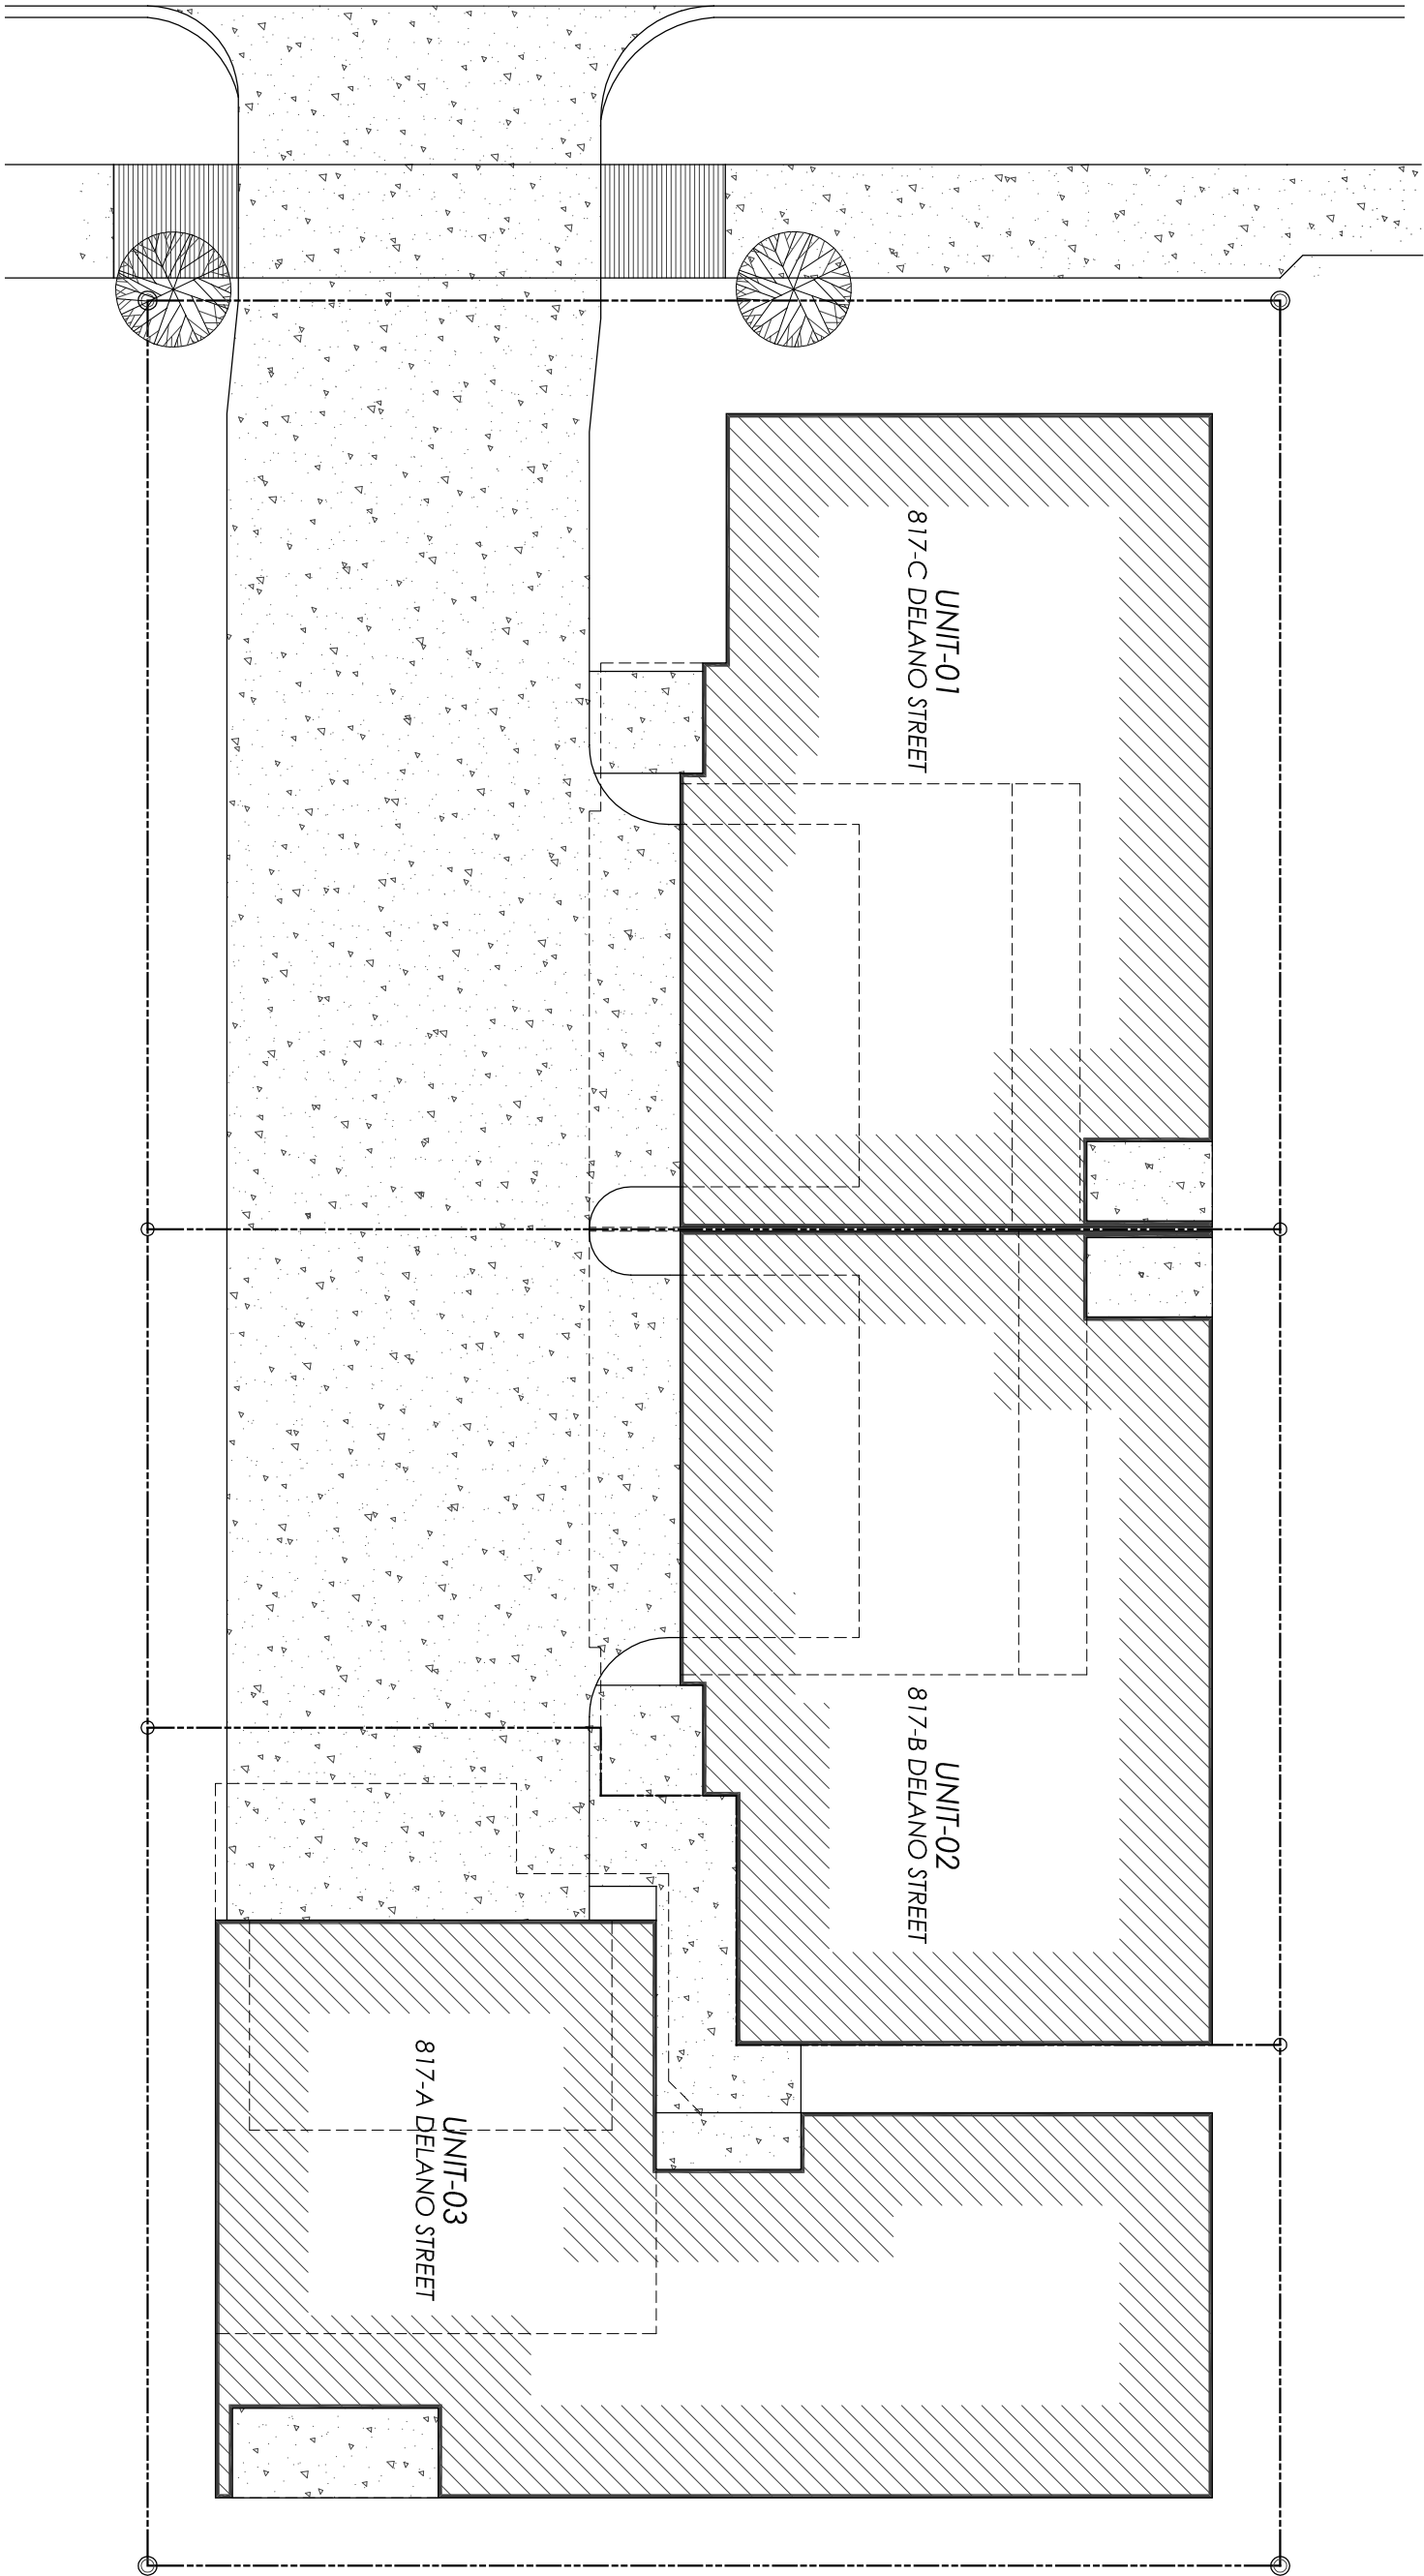 UNIT-01
817-C DELANO STREET
UNIT-02
817-B DELANO STREET
UNIT-03
817-A DELANO STREET